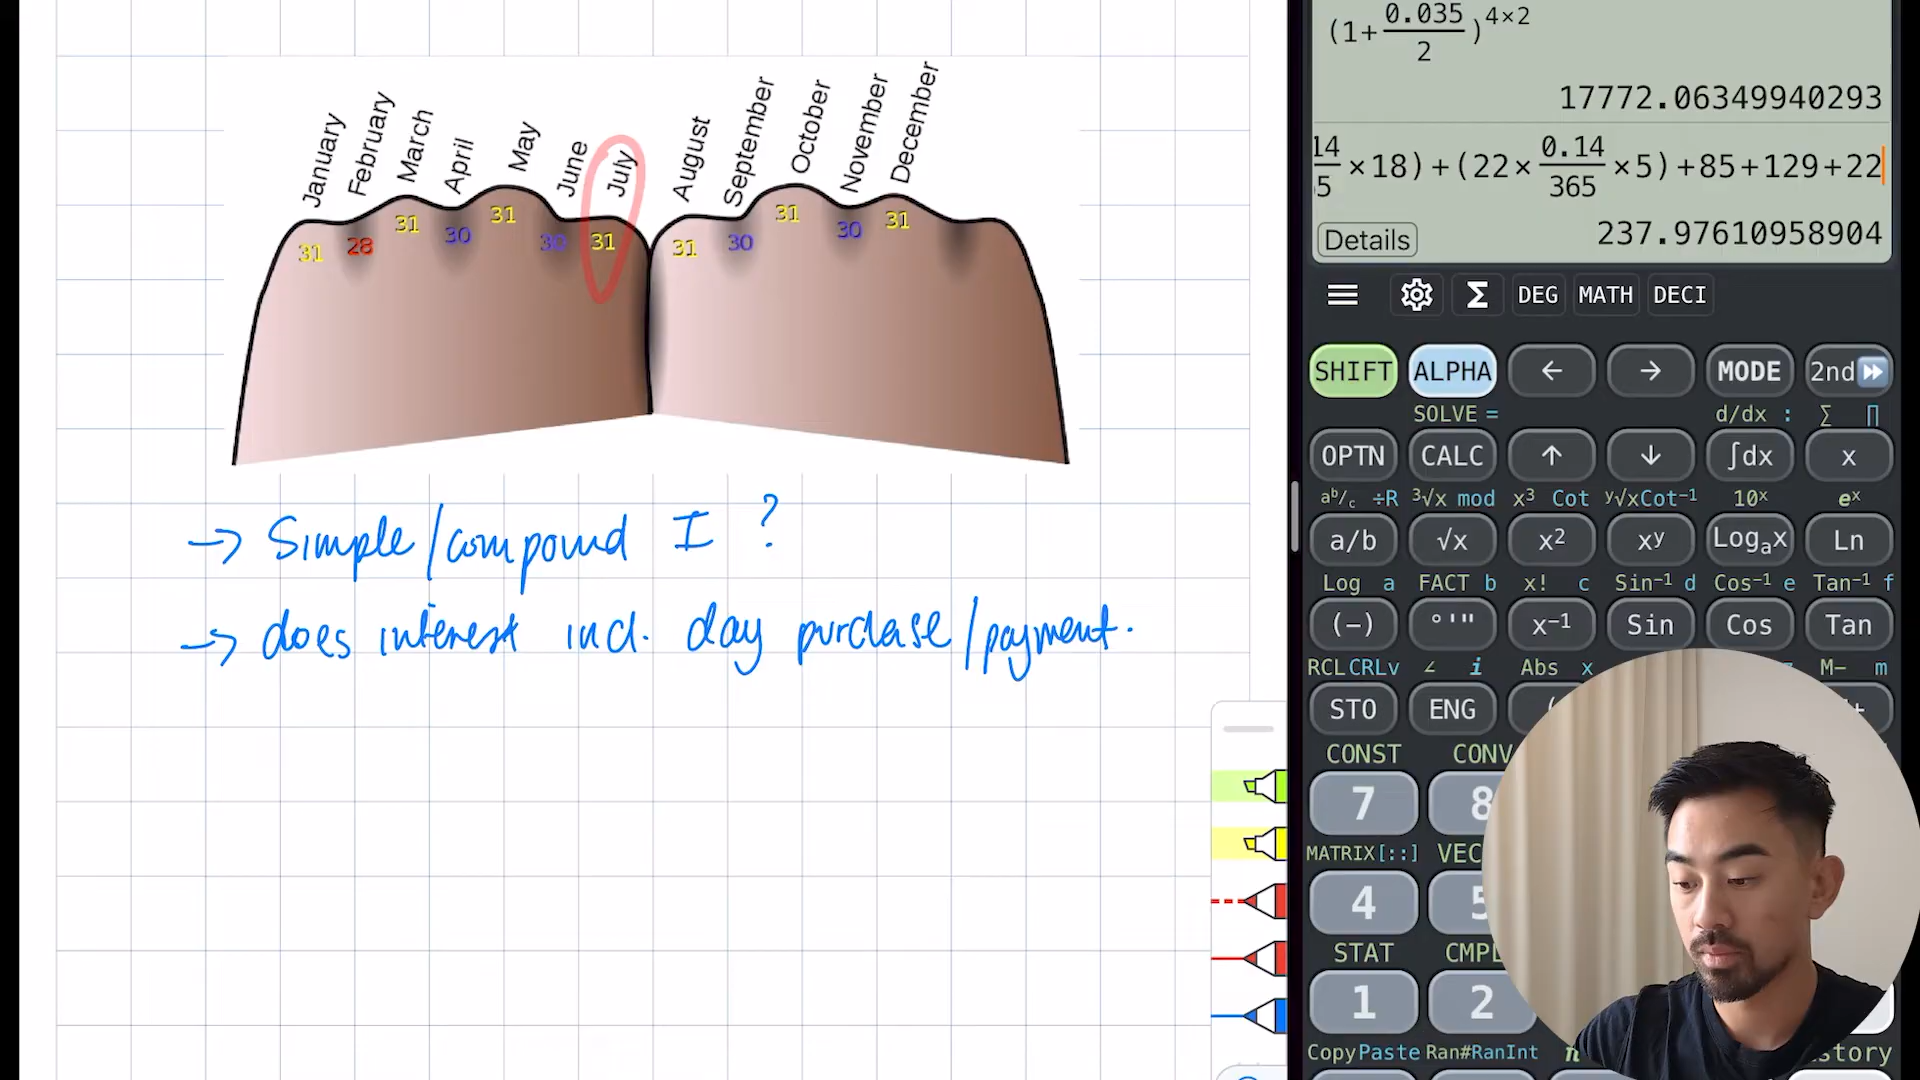 January February March April May June July August September October November December
31 28 31 30 31 30 31 31 30 31 30 31
→ Simple/compound I ?
→ does interest incl. day purchase/payment.
(1+0.035/2)^4×2
17772.06349940293
14/5 ×18)+(22×0.14/365×5)+85+129+22
Details 237.97610958904
DEG MATH DECI
SHIFT ALPHA ← → MODE 2nd
SOLVE = d/dx : ∑ ∏
OPTN CALC ↑ ↓ ∫dx x
aᵇ/c ÷R ³√x mod x³ Cot ʸ√x Cot⁻¹ 10ˣ eˣ
a/b √x x² xʸ Logₐx Ln
Log a FACT b x! c Sin⁻¹ d Cos⁻¹ e Tan⁻¹ f
(−) °'" x⁻¹ Sin Cos Tan
RCL CRLv ∠ i Abs x M− m
STO ENG (
CONST CONV
7 8
MATRIX[::] VEC
4 5
STAT CMPL
1 2
Copy Paste Ran# RanInt π story